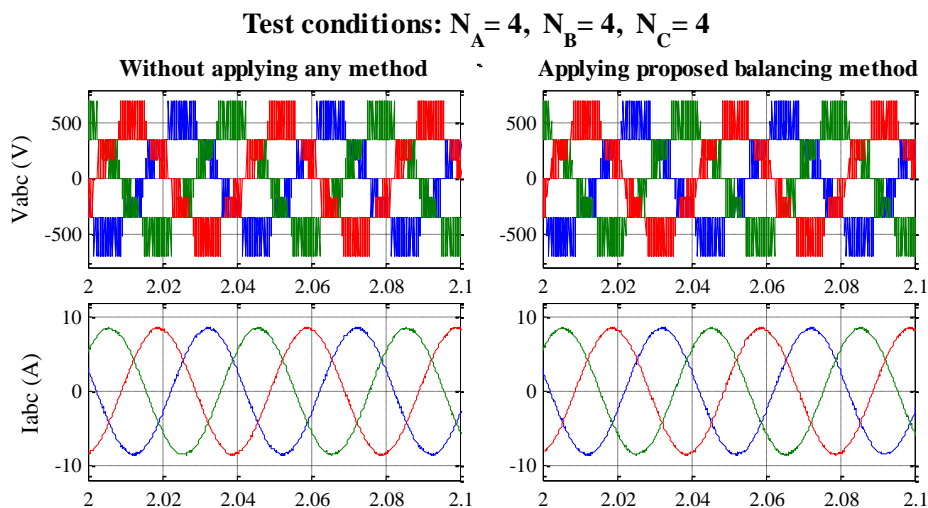 Test conditions: N_A= 4, N_B= 4, N_C= 4
Without applying any method
Applying proposed balancing method
Vabc (V)
500
0
-500
2 2.02 2.04 2.06 2.08 2.1
500
0
-500
2 2.02 2.04 2.06 2.08 2.1
Iabc (A)
10
0
-10
2 2.02 2.04 2.06 2.08 2.1
10
0
-10
2 2.02 2.04 2.06 2.08 2.1